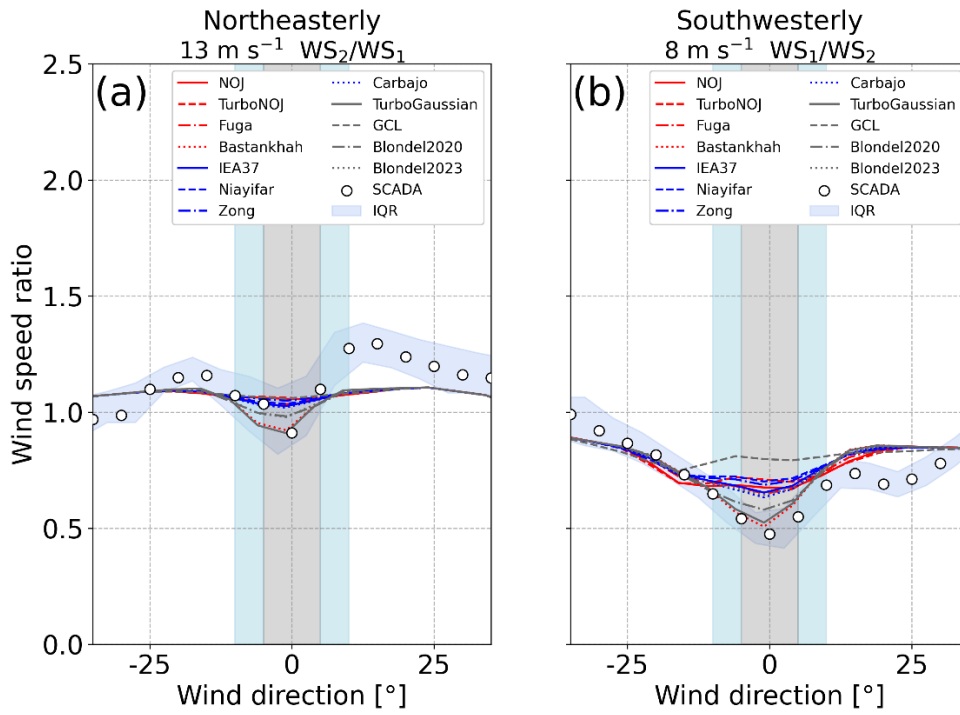 Northeasterly
13 m s⁻¹ WS₂/WS₁
Southwesterly
8 m s⁻¹ WS₁/WS₂
Wind speed ratio
2.5
2.0
1.5
1.0
0.5
0.0
(a)
NOJ
TurboNOJ
Fuga
Bastankhah
IEA37
Niayifar
Zong
Carbajo
TurboGaussian
GCL
Blondel2020
Blondel2023
SCADA
IQR
-25
0
25
Wind direction [°]
(b)
NOJ
TurboNOJ
Fuga
Bastankhah
IEA37
Niayifar
Zong
Carbajo
TurboGaussian
GCL
Blondel2020
Blondel2023
SCADA
IQR
-25
0
25
Wind direction [°]